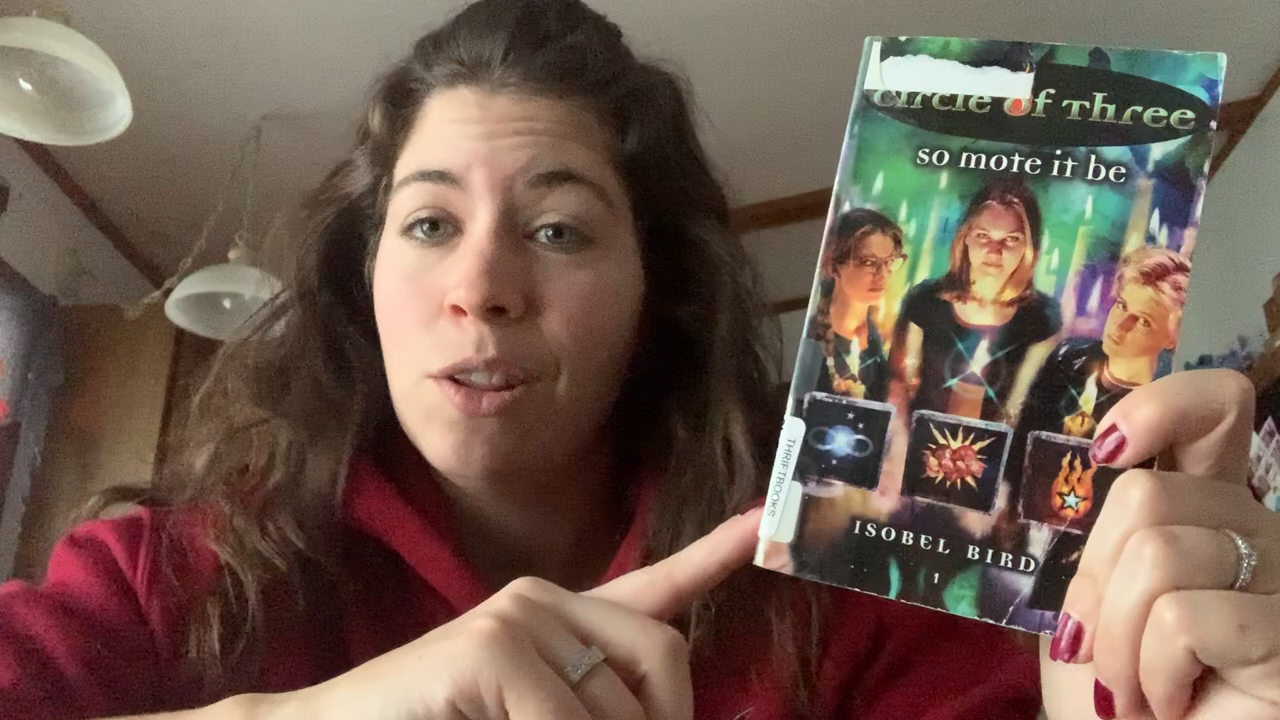 circle of three
so mote it be
THRIFTBOOKS
ISOBEL BIRD
1